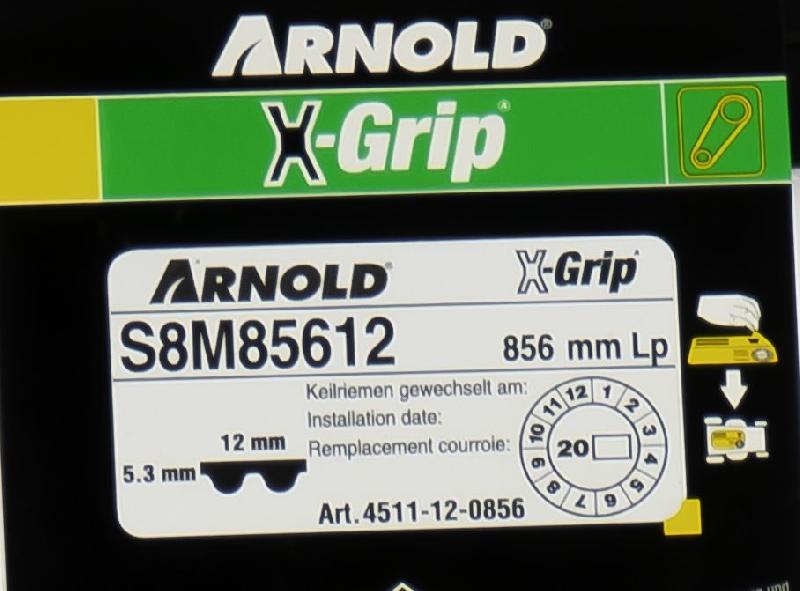 ARNOLD®
X-Grip
ARNOLD®
X-Grip
S8M85612
856 mm Lp
Keilriemen gewechselt am:
Installation date:
Remplacement courroie:
12 mm
5.3 mm
1 2 3 4 5 6 7 8 9 10 11 12
20
Art. 4511-12-0856
und